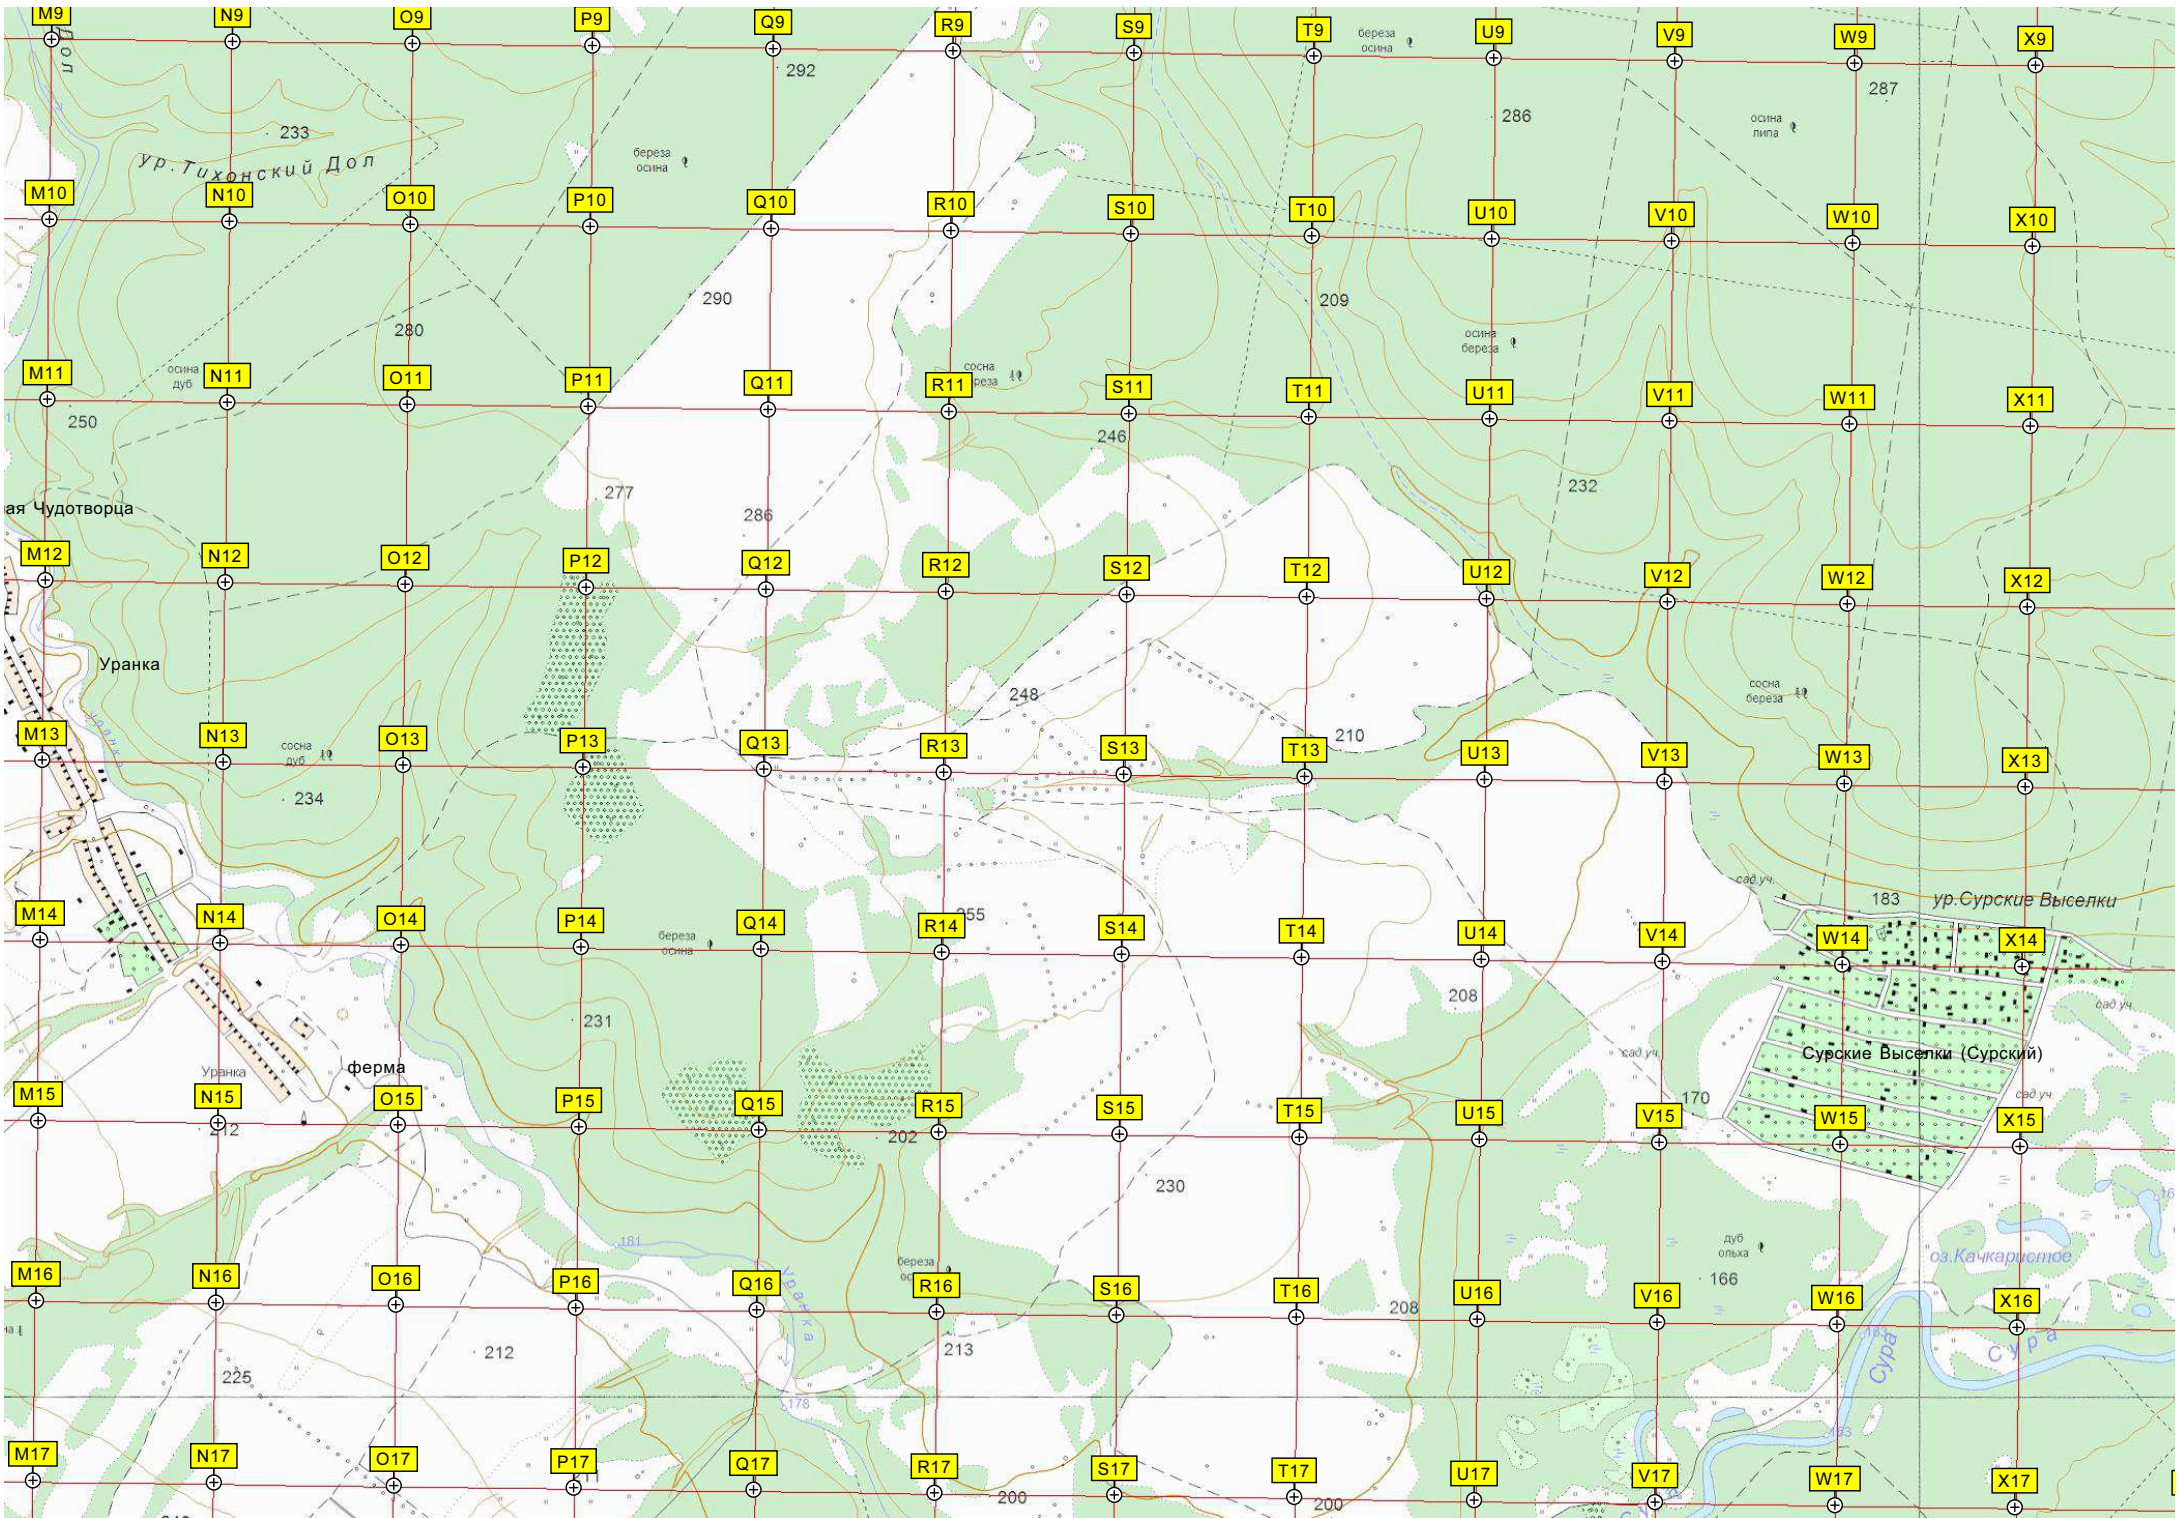 M9 N9 O9 P9 Q9 R9 S9 T9 U9 V9 W9 X9
Дол
292
береза
осина
286
287
осина
липа
233
ур.Тихонский Дол
береза
осина
M10 N10 O10 P10 Q10 R10 S10 T10 U10 V10 W10 X10
290
209
280
осина
береза
осина
дуб
сосна
M11 N11 O11 P11 Q11 R11 S11 T11 U11 V11 W11 X11
250
246
277
232
286
ая Чудотворца
M12 N12 O12 P12 Q12 R12 S12 T12 U12 V12 W12 X12
Уранка
248
сосна
береза
Уранка
210
сосна
дуб
M13 N13 O13 P13 Q13 R13 S13 T13 U13 V13 W13 X13
234
сад.уч.
183
ур.Сурские Выселки
255
M14 N14 O14 P14 Q14 R14 S14 T14 U14 V14 W14 X14
береза
осина
208
сад.уч.
231
сад.уч.
Сурские Выселки (Сурский)
Уранка
ферма
170
сад.уч.
M15 N15 O15 P15 Q15 R15 S15 T15 U15 V15 W15 X15
212
202
230
181
дуб
ольха
оз.Качкаристое
береза
166
Уранка
M16 N16 O16 P16 Q16 R16 S16 T16 U16 V16 W16 X16
208
163
Сура
Сура
212
213
225
178
163
M17 N17 O17 P17 Q17 R17 S17 T17 U17 V17 W17 X17
200
200